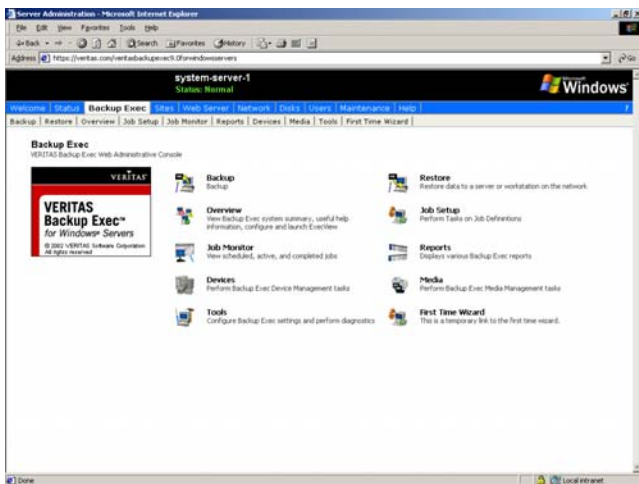 Server Administration - Microsoft Internet Explorer
File Edit View Favorites Tools Help
Back Search Favorites History
Address https://veritas.com/veritasbackupexec9.0forwindowsservers Go
system-server-1
Status: Normal
Microsoft
Windows
Welcome | Status | Backup Exec | Sites | Web Server | Network | Disks | Users | Maintenance | Help | ?
Backup | Restore | Overview | Job Setup | Job Monitor | Reports | Devices | Media | Tools | First Time Wizard |
Backup Exec
VERITAS Backup Exec Web Administrative Console
VERITAS
VERITAS
Backup Exec™
for Windows® Servers
© 2002 VERITAS Software Corporation
All rights reserved
Backup
Backup
Restore
Restore data to a server or workstation on the network
Overview
View Backup Exec system summary, useful help
information, configure and launch ExecView
Job Setup
Perform Tasks on Job Definitions
Job Monitor
View scheduled, active, and completed jobs
Reports
Displays various Backup Exec reports
Devices
Perform Backup Exec Device Management tasks
Media
Perform Backup Exec Media Management tasks
Tools
Configure Backup Exec settings and perform diagnostics
First Time Wizard
This is a temporary link to the first time wizard.
Done
Local intranet